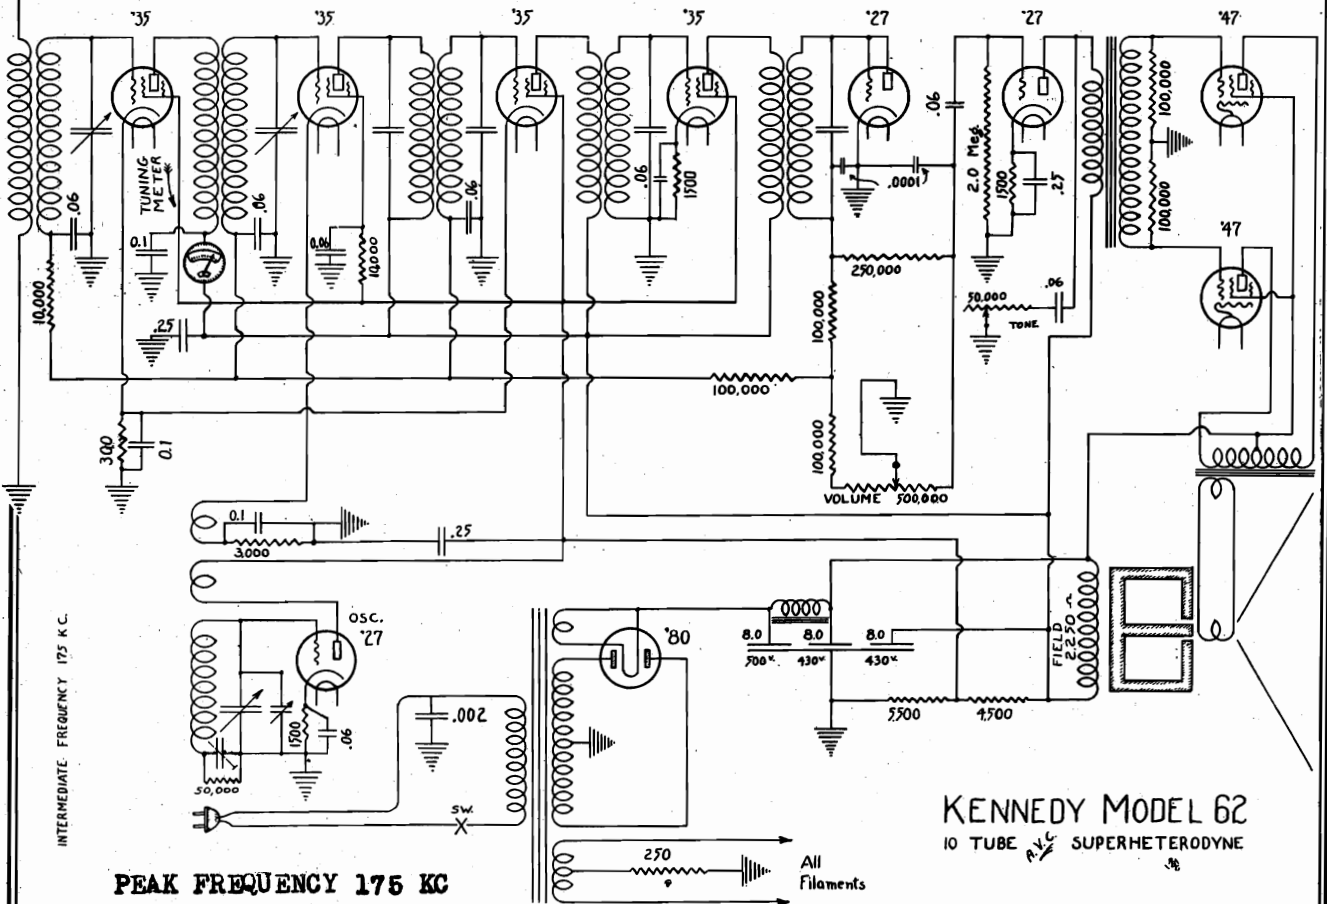 '35
'35
'35
'35
'27
'27
'47
.06
TUNING
METER
0.1
.06
0.06
10,000
.06
.06
1500
.0001
.06
2.0 Meg.
1500
.25
100,000
100,000
'47
10,000
.25
250,000
100,000
50,000
.06
TONE
100,000
300
0.1
100,000
VOLUME 500,000
0.1
3,000
.25
OSC.
'27
1500
.06
50,000
.002
SW.
'80
8.0
500V
8.0
430V
8.0
430V
FIELD
2,250 Ω
5,500
4,500
250
All
Filaments
INTERMEDIATE FREQUENCY 175 KC.
PEAK FREQUENCY 175 KC
KENNEDY MODEL 62
10 TUBE A.V.C. SUPERHETERODYNE